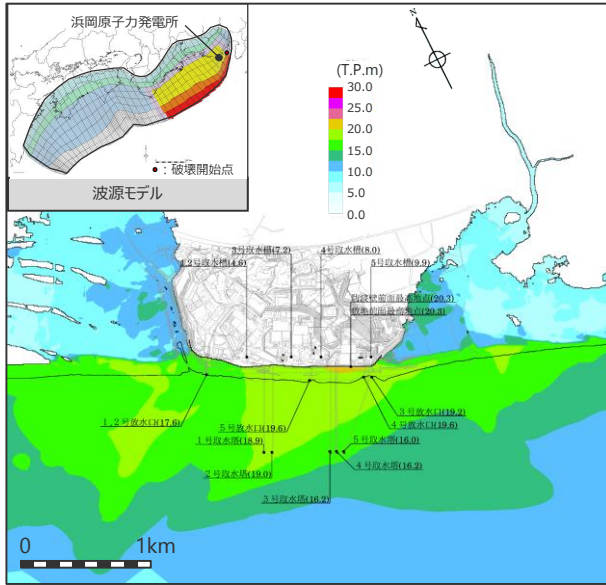 浜岡原子力発電所
●:破壊開始点
波源モデル
(T.P.m)
30.0
25.0
20.0
15.0
10.0
5.0
0.0
3号取水槽(7.2)
4号取水槽(8.0)
1,2号取水槽(4.6)
5号取水槽(9.9)
防波壁前面最高地点(20.3)
敷地前面最高地点(20.3)
1,2号放水口(17.6)
5号放水口(19.6)
3号放水口(19.2)
4号放水口(19.6)
1号取水塔(18.9)
5号取水塔(16.0)
2号取水塔(19.0)
4号取水塔(16.2)
3号取水塔(16.2)
0 1km